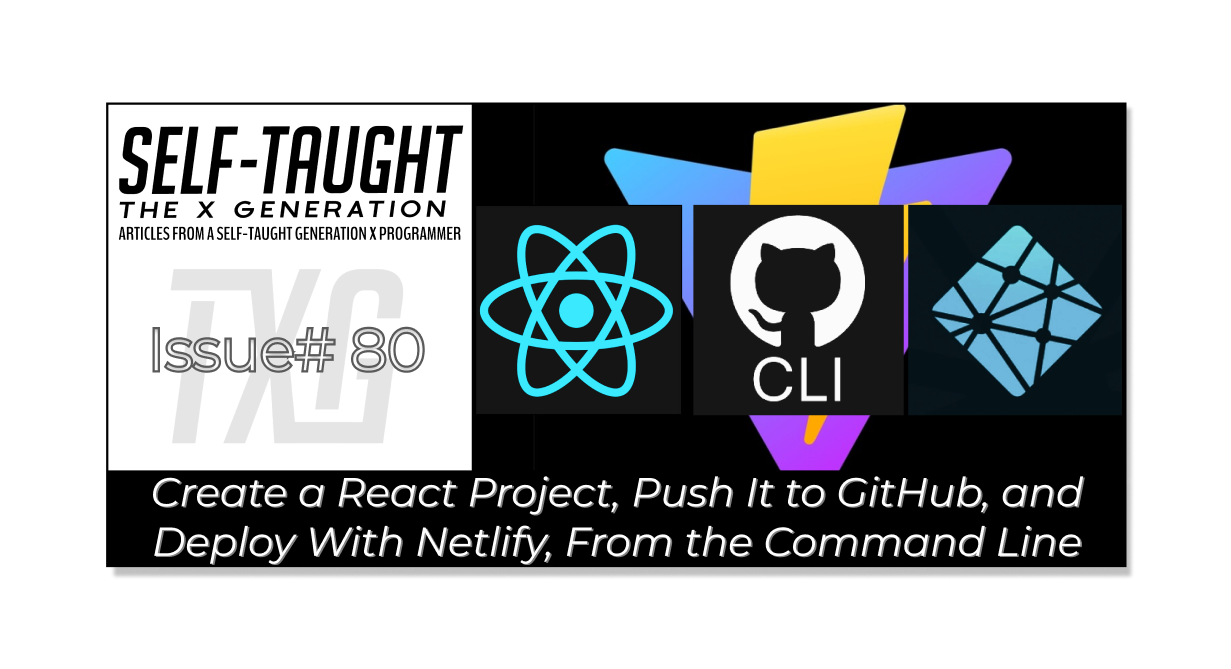 SELF-TAUGHT
THE X GENERATION
ARTICLES FROM A SELF-TAUGHT GENERATION X PROGRAMMER
TXG
Issue# 80
CLI
Create a React Project, Push It to GitHub, and
Deploy With Netlify, From the Command Line